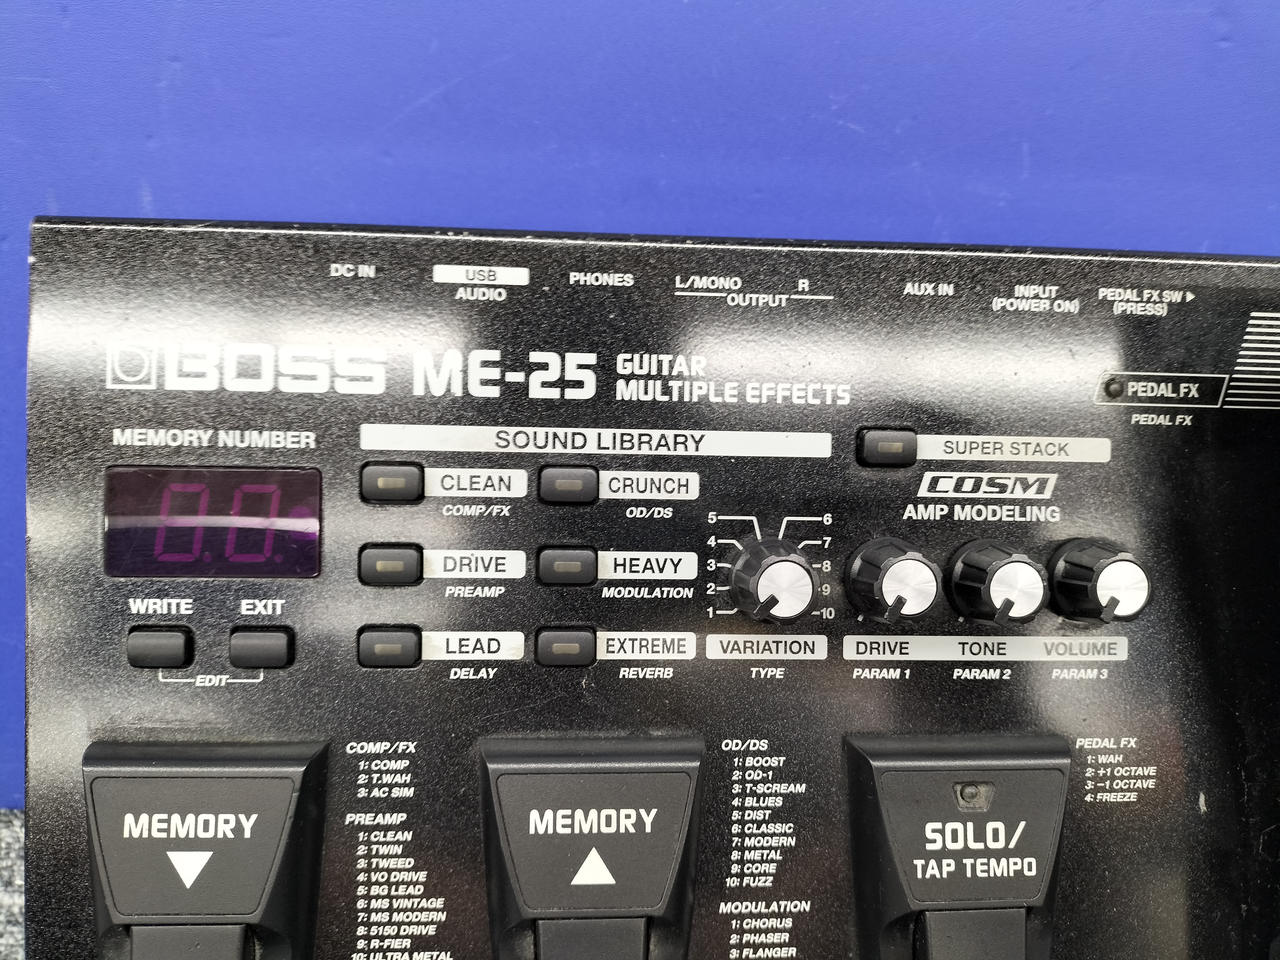 DC IN
USB
AUDIO
PHONES
L/MONO R
OUTPUT
AUX IN
INPUT
(POWER ON)
PEDAL FX SW
(PRESS)
BOSS ME-25 GUITAR
MULTIPLE EFFECTS
PEDAL FX
PEDAL FX
MEMORY NUMBER
SOUND LIBRARY
SUPER STACK
CLEAN
COMP/FX
CRUNCH
OD/DS
COSM
AMP MODELING
8.0.
DRIVE
PREAMP
HEAVY
MODULATION
5 6
4 7
3 8
2 9
1 10
WRITE
EXIT
EDIT
LEAD
DELAY
EXTREME
REVERB
VARIATION
TYPE
DRIVE TONE VOLUME
PARAM 1 PARAM 2 PARAM 3
MEMORY
COMP/FX
1: COMP
2: T.WAH
3: AC SIM
PREAMP
1: CLEAN
2: TWIN
3: TWEED
4: VO DRIVE
5: BG LEAD
6: MS VINTAGE
7: MS MODERN
8: 5150 DRIVE
9: R-FIER
10: ULTRA METAL
MEMORY
OD/DS
1: BOOST
2: OD-1
3: T-SCREAM
4: BLUES
5: DIST
6: CLASSIC
7: MODERN
8: METAL
9: CORE
10: FUZZ
MODULATION
1: CHORUS
2: PHASER
3: FLANGER
SOLO/
TAP TEMPO
PEDAL FX
1: WAH
2: +1 OCTAVE
3: -1 OCTAVE
4: FREEZE